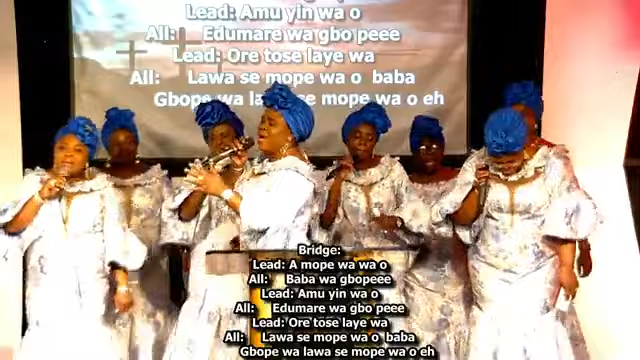 Lead: Amu yin wa o
All: Edumare wa gbo peee
Lead: Ore tose laye wa
All: Lawa se mope wa o baba
Gbope wa la se mope wa o eh
Bridge:
Lead: A mope wa wa o
All: Baba wa gbopeee
Lead: Amu yin wa o
All: Edumare wa gbo peee
Lead: Ore tose laye wa
All: Lawa se mope wa o baba
Gbope wa lawa se mope wa o eh